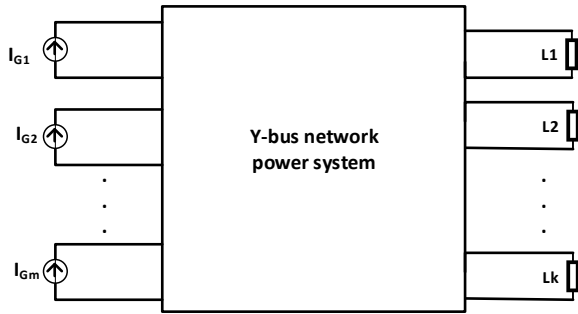 I_G1
L1
I_G2
L2
Y-bus network
power system
I_Gm
Lk